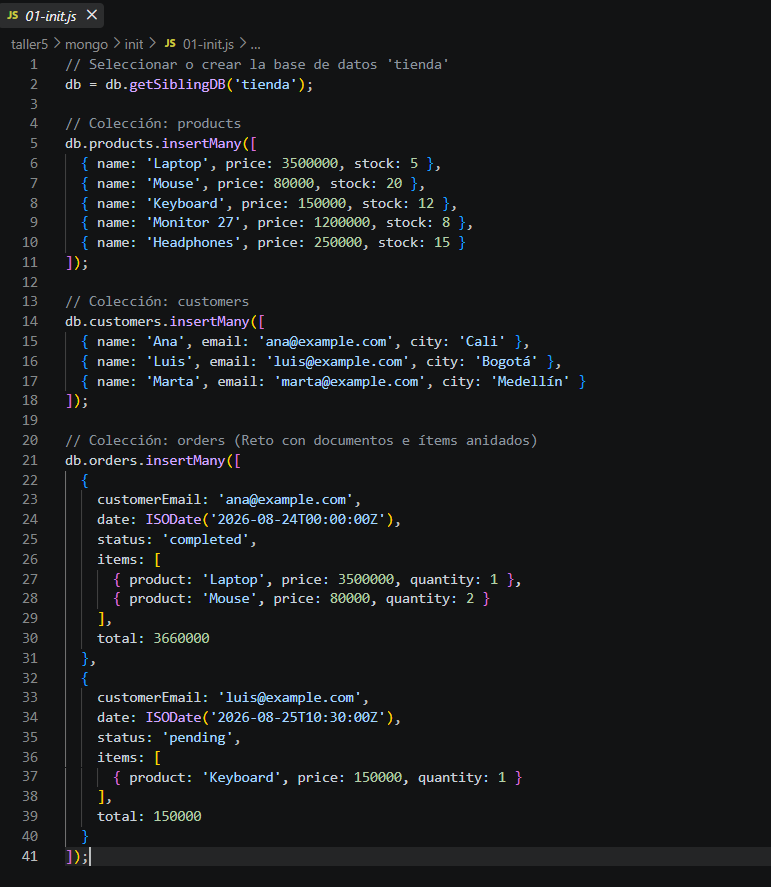 JS 01-init.js ×
taller5 > mongo > init > JS 01-init.js > ...
1 // Seleccionar o crear la base de datos 'tienda'
2 db = db.getSiblingDB('tienda');
3
4 // Colección: products
5 db.products.insertMany([
6   { name: 'Laptop', price: 3500000, stock: 5 },
7   { name: 'Mouse', price: 80000, stock: 20 },
8   { name: 'Keyboard', price: 150000, stock: 12 },
9   { name: 'Monitor 27', price: 1200000, stock: 8 },
10   { name: 'Headphones', price: 250000, stock: 15 }
11 ]);
12
13 // Colección: customers
14 db.customers.insertMany([
15   { name: 'Ana', email: 'ana@example.com', city: 'Cali' },
16   { name: 'Luis', email: 'luis@example.com', city: 'Bogotá' },
17   { name: 'Marta', email: 'marta@example.com', city: 'Medellín' }
18 ]);
19
20 // Colección: orders (Reto con documentos e ítems anidados)
21 db.orders.insertMany([
22   {
23     customerEmail: 'ana@example.com',
24     date: ISODate('2026-08-24T00:00:00Z'),
25     status: 'completed',
26     items: [
27       { product: 'Laptop', price: 3500000, quantity: 1 },
28       { product: 'Mouse', price: 80000, quantity: 2 }
29     ],
30     total: 3660000
31   },
32   {
33     customerEmail: 'luis@example.com',
34     date: ISODate('2026-08-25T10:30:00Z'),
35     status: 'pending',
36     items: [
37       { product: 'Keyboard', price: 150000, quantity: 1 }
38     ],
39     total: 150000
40   }
41 ]);